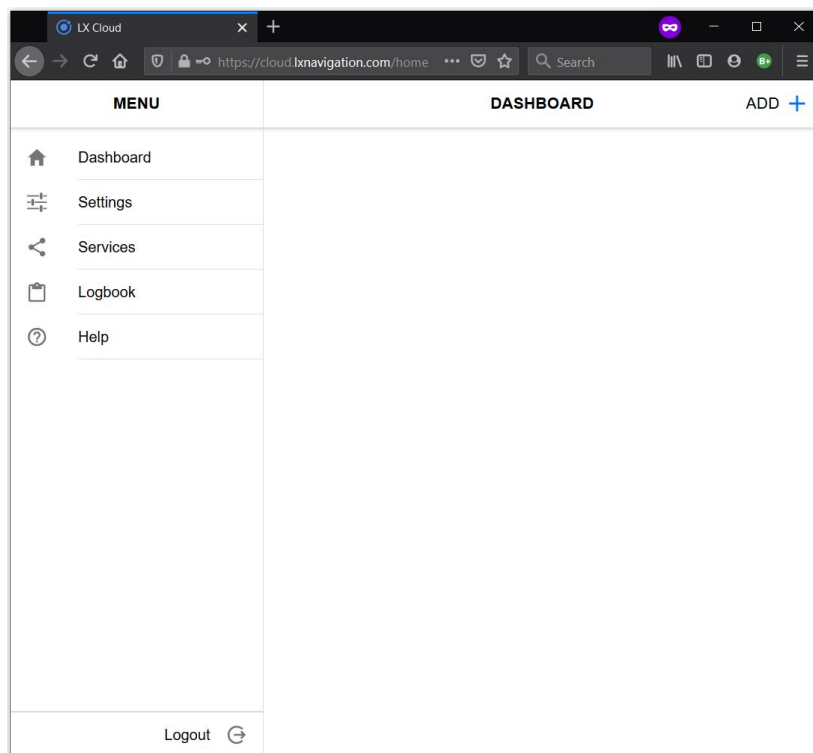 LX Cloud
https://cloud.lxnavigation.com/home
Search
B+
MENU
DASHBOARD
ADD
Dashboard
Settings
Services
Logbook
Help
Logout